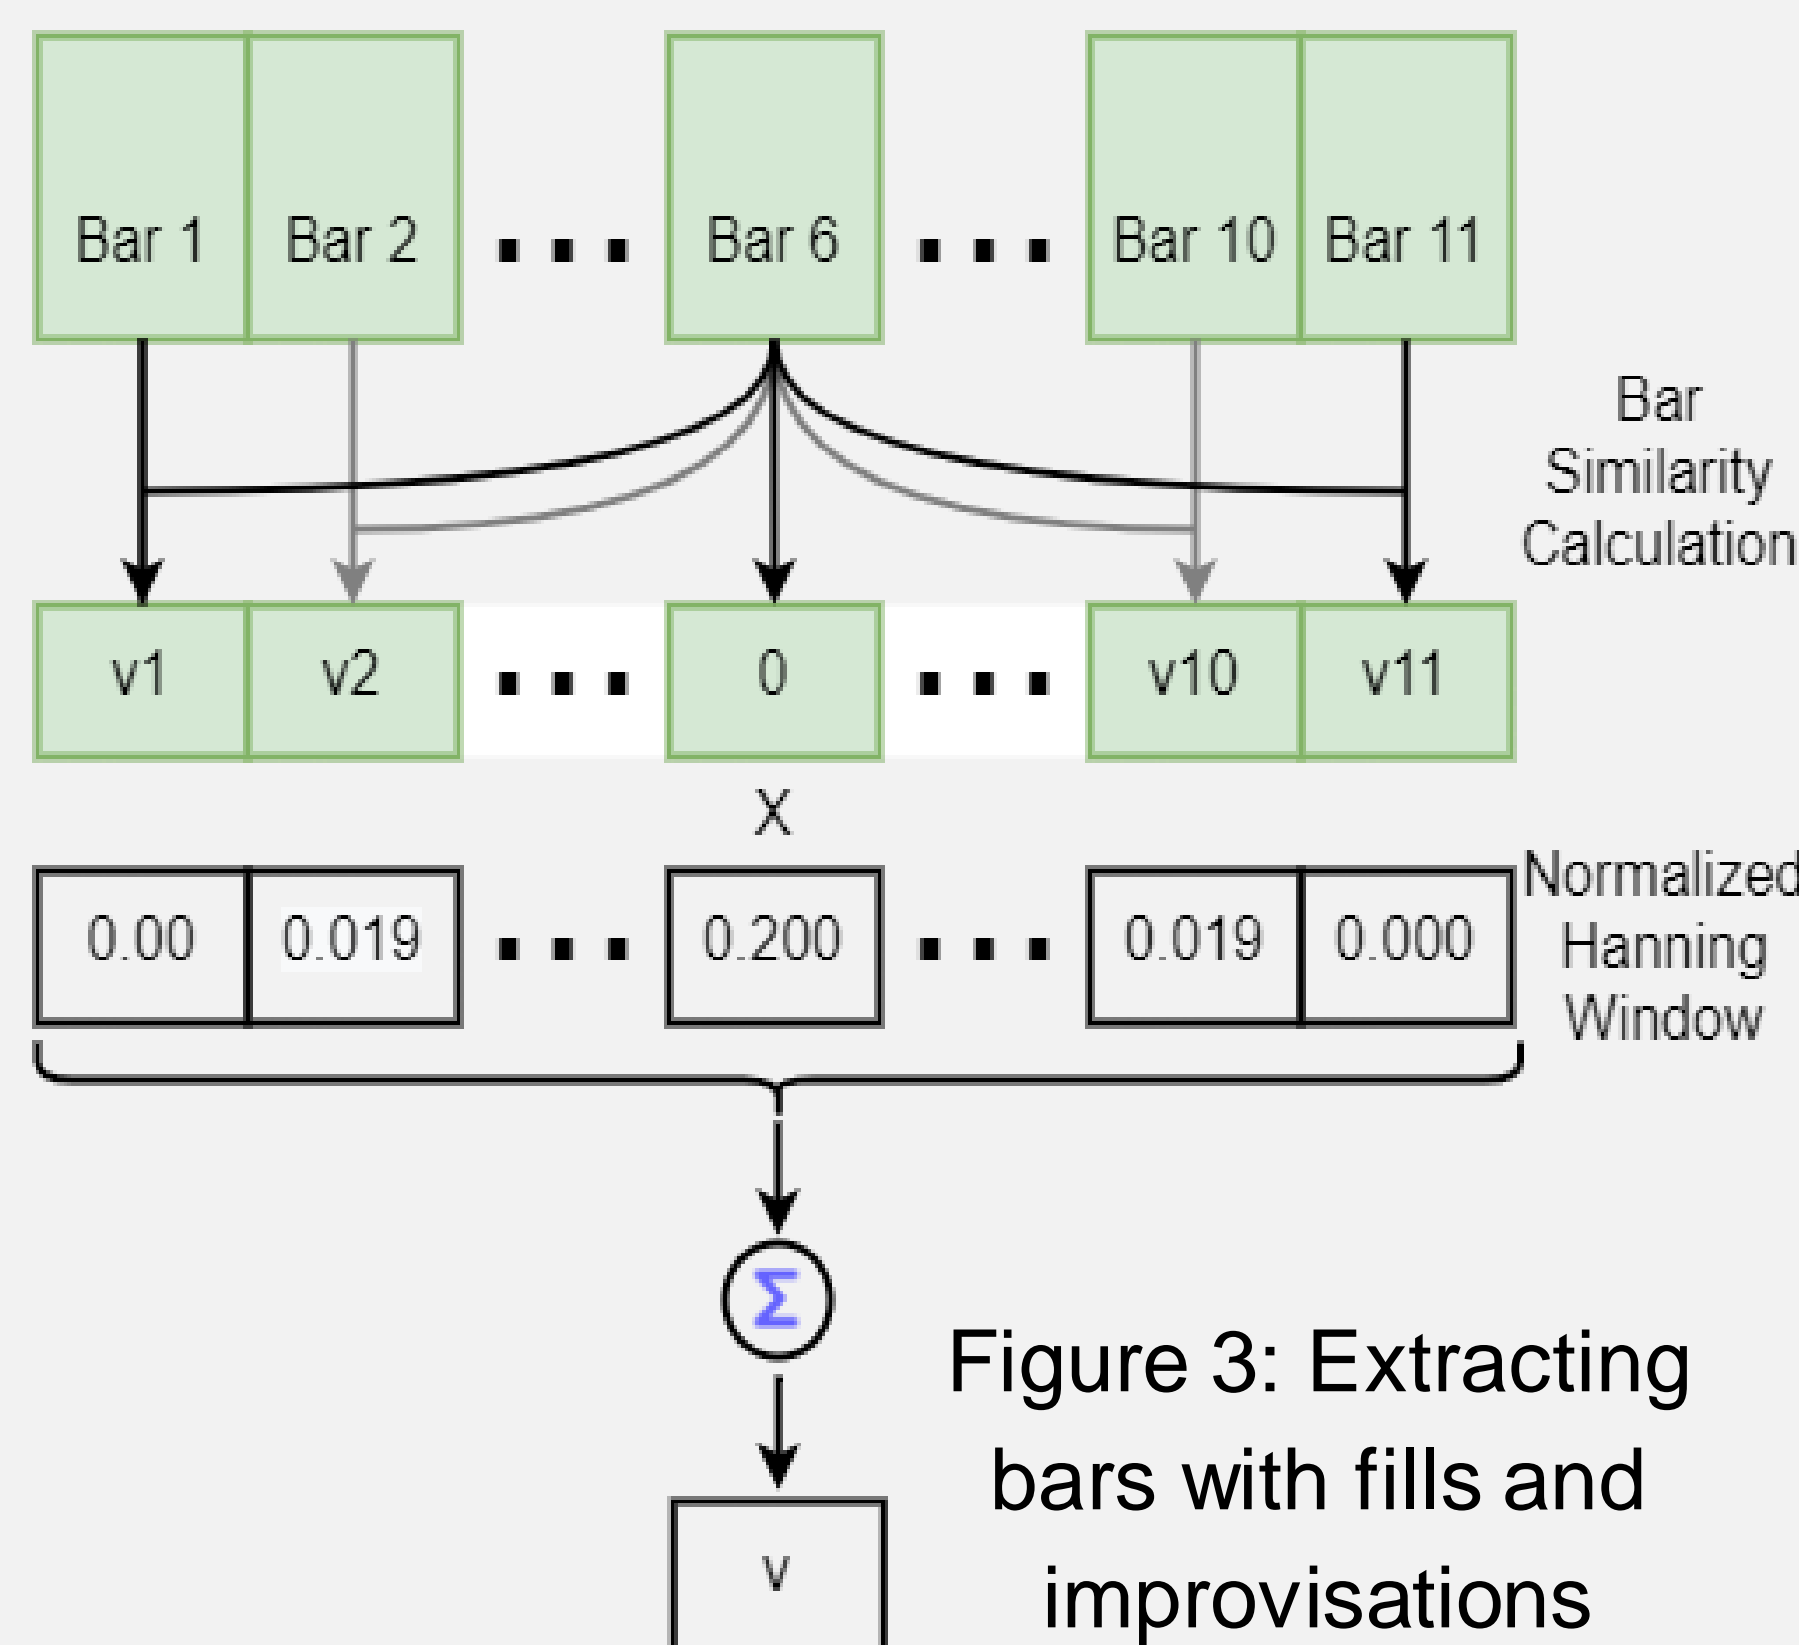 Bar 1 Bar 2 ... Bar 6 ... Bar 10 Bar 11
Bar
Similarity
Calculation
v1 v2 ... 0 ... v10 v11
X
0.00 0.019 ... 0.200 ... 0.019 0.000
Normalized
Hanning
Window
Σ
v
Figure 3: Extracting
bars with fills and
improvisations